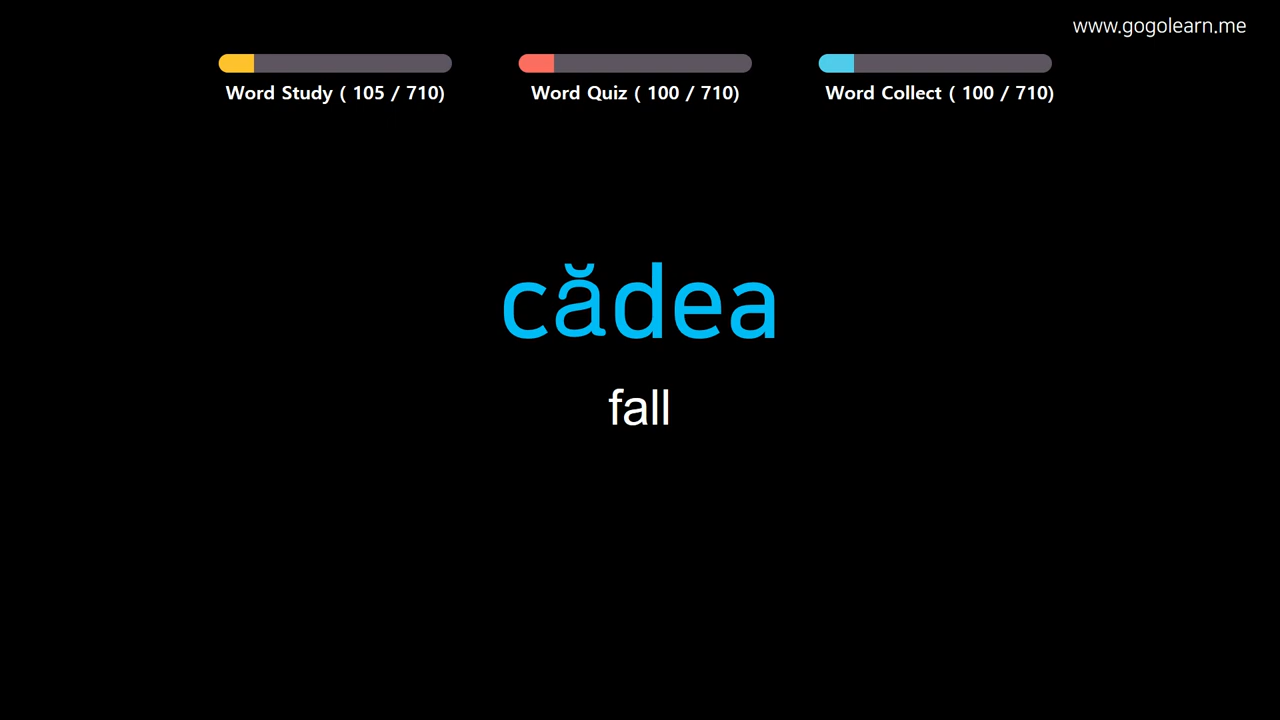 www.gogolearn.me
Word Study ( 105 / 710)
Word Quiz ( 100 / 710)
Word Collect ( 100 / 710)
cădea
fall